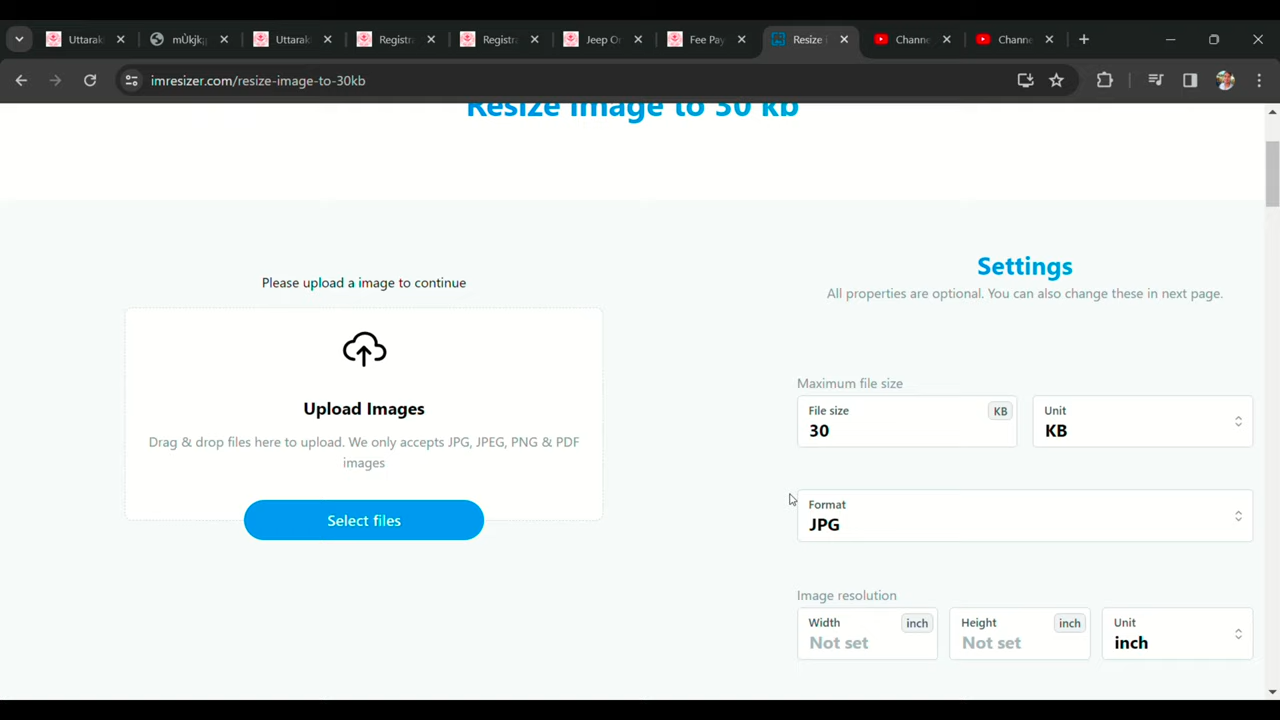 Uttarak
mÙkjk¡
Uttarak
Registra
Registra
Jeep On
Fee Pay
Resize I
Channe
Channe
imresizer.com/resize-image-to-30kb
Resize Image to 30 kb
Please upload a image to continue
Upload Images
Drag & drop files here to upload. We only accepts JPG, JPEG, PNG & PDF
images
Select files
Settings
All properties are optional. You can also change these in next page.
Maximum file size
File size KB
30
Unit
KB
Format
JPG
Image resolution
Width inch
Not set
Height inch
Not set
Unit
inch